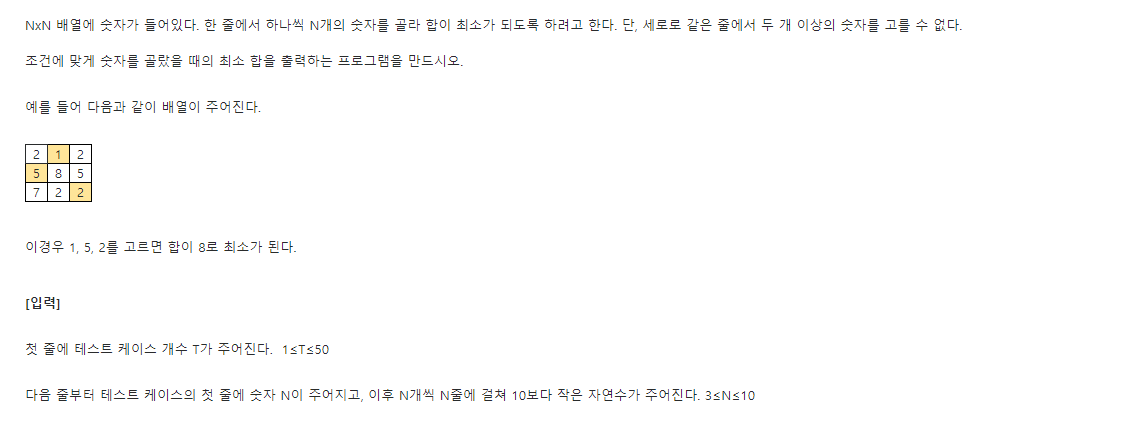 NxN 배열에 숫자가 들어있다. 한 줄에서 하나씩 N개의 숫자를 골라 합이 최소가 되도록 하려고 한다. 단, 세로로 같은 줄에서 두 개 이상의 숫자를 고를 수 없다.
조건에 맞게 숫자를 골랐을 때의 최소 합을 출력하는 프로그램을 만드시오.
예를 들어 다음과 같이 배열이 주어진다.
2 1 2
5 8 5
7 2 2
이경우 1, 5, 2를 고르면 합이 8로 최소가 된다.
[입력]
첫 줄에 테스트 케이스 개수 T가 주어진다. 1≤T≤50
다음 줄부터 테스트 케이스의 첫 줄에 숫자 N이 주어지고, 이후 N개씩 N줄에 걸쳐 10보다 작은 자연수가 주어진다. 3≤N≤10